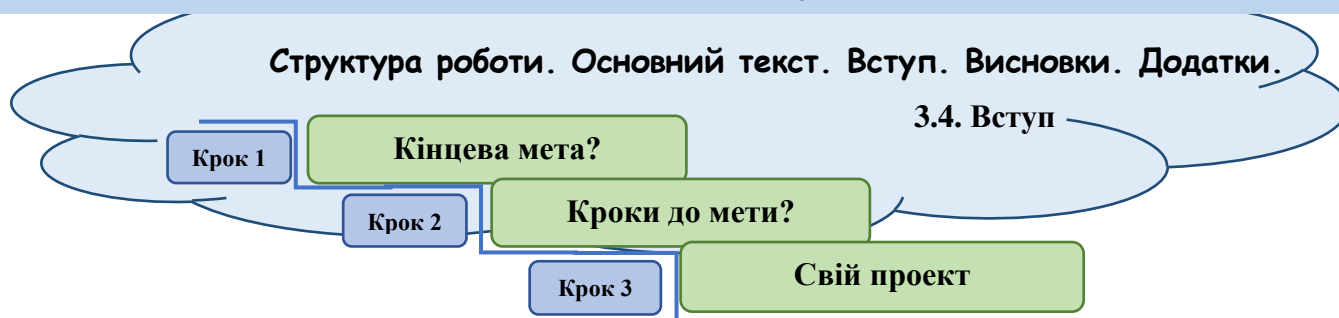 Структура роботи. Основний текст. Вступ. Висновки. Додатки.
3.4. Вступ
Крок 1
Кінцева мета?
Крок 2
Кроки до мети?
Крок 3
Свій проект